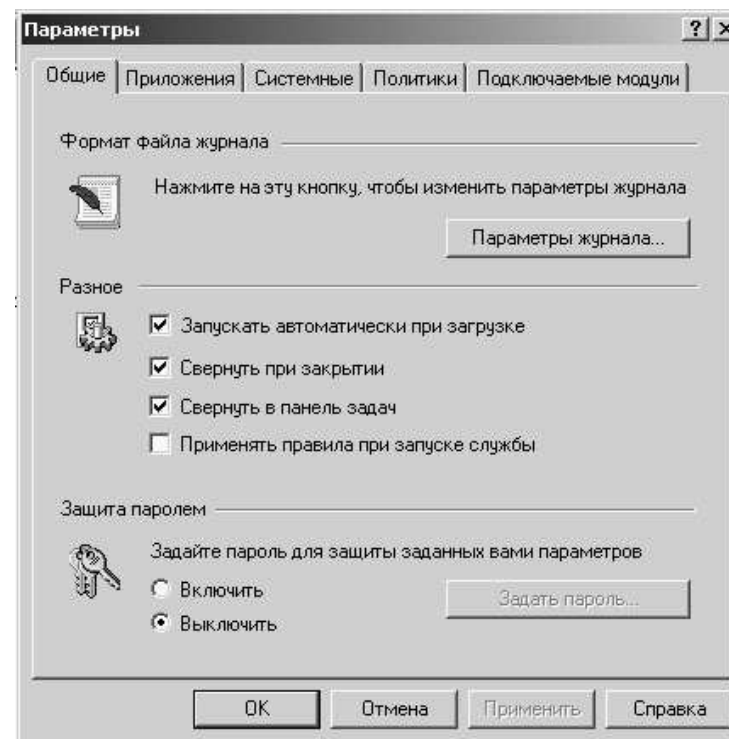 Параметры
Общие Приложения Системные Политики Подключаемые модули
Формат файла журнала
Нажмите на эту кнопку, чтобы изменить параметры журнала
Параметры журнала...
Разное
Запускать автоматически при загрузке
Свернуть при закрытии
Свернуть в панель задач
Применять правила при запуске службы
Защита паролем
Задайте пароль для защиты заданных вами параметров
Включить
Задать пароль...
Выключить
ОК Отмена Применить Справка